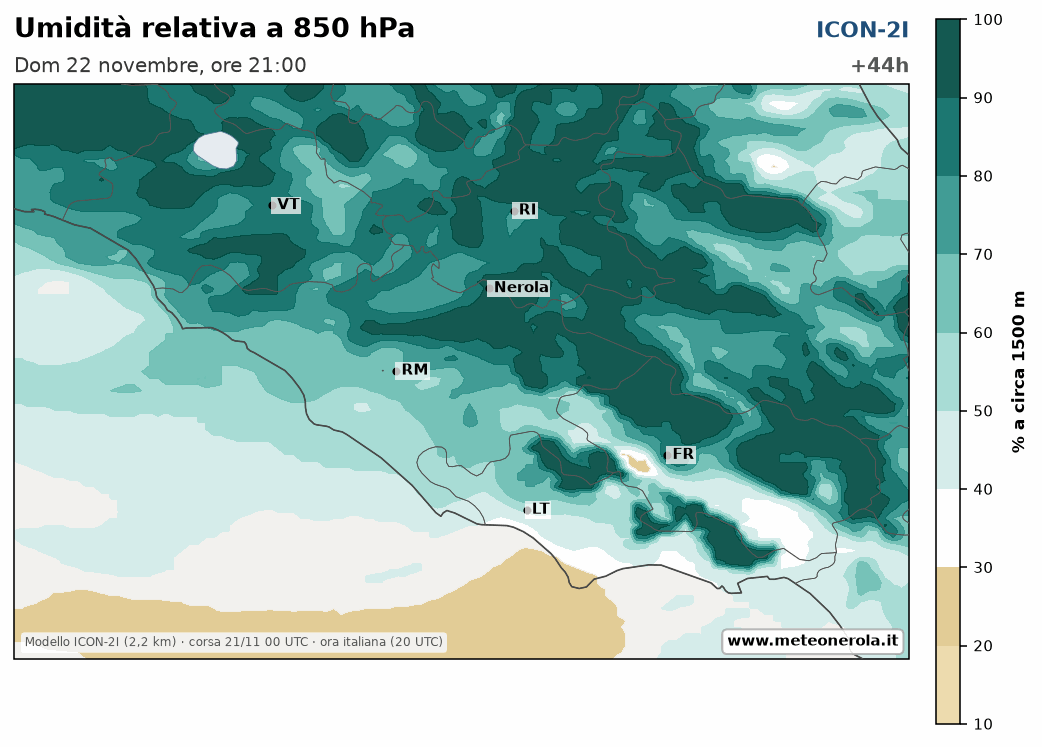 Umidità relativa a 850 hPa
ICON-2I
Dom 22 novembre, ore 21:00
+44h
100
90
80
70
60
50
40
30
20
10
% a circa 1500 m
VT
RI
Nerola
RM
FR
LT
Modello ICON-2I (2,2 km) · corsa 21/11 00 UTC · ora italiana (20 UTC)
www.meteonerola.it